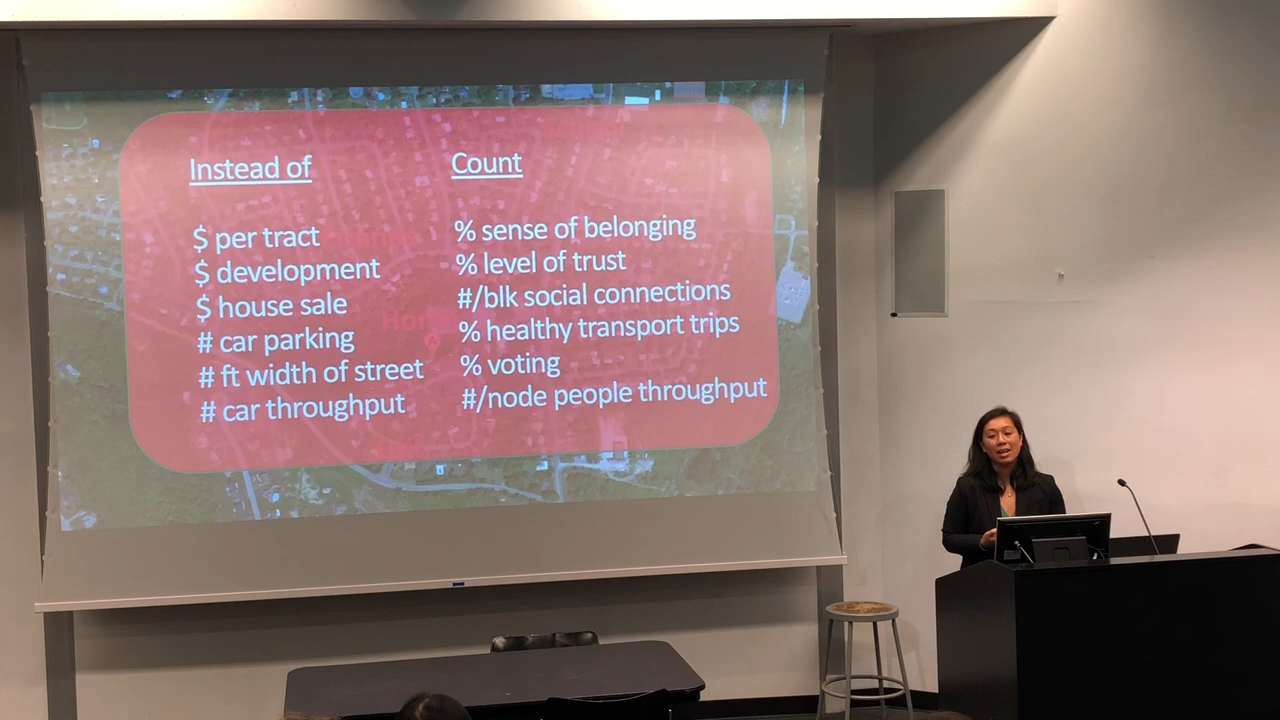 Instead of
$ per tract
$ development
$ house sale
# car parking
# ft width of street
# car throughput
Count
% sense of belonging
% level of trust
#/blk social connections
% healthy transport trips
% voting
#/node people throughput